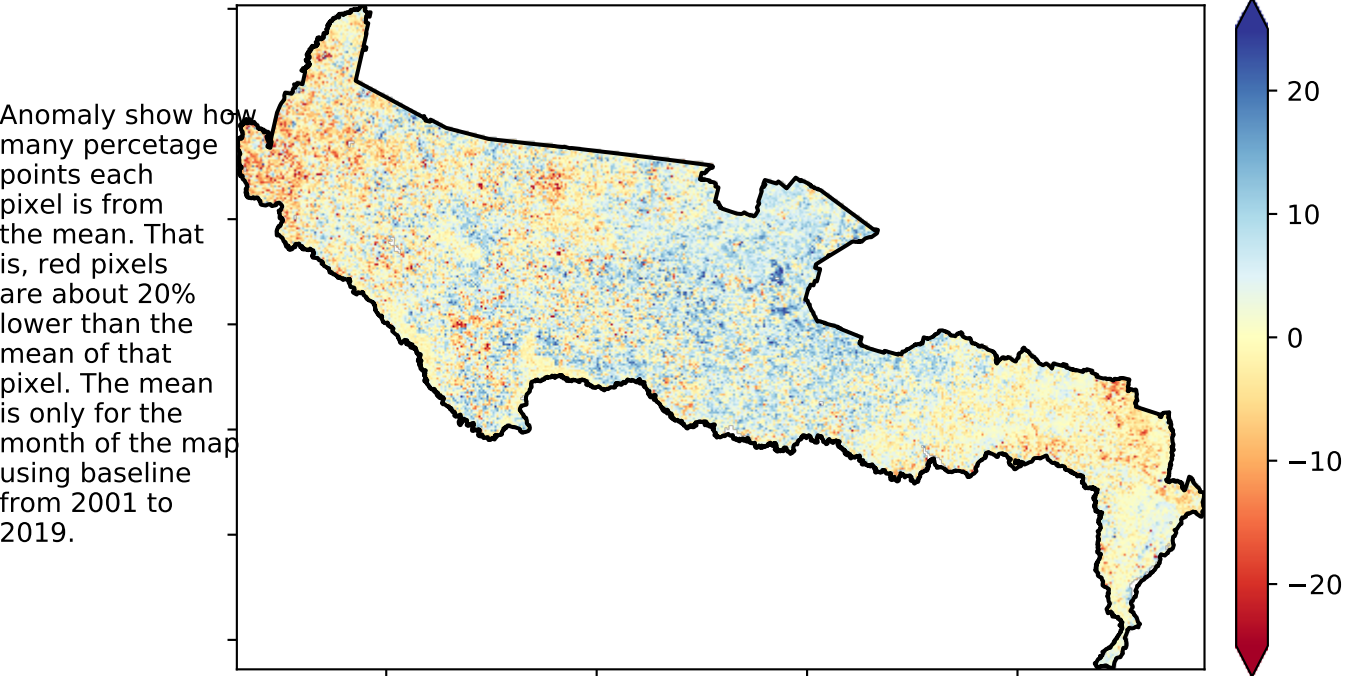 Anomaly show how
many percetage
points each
pixel is from
the mean. That
is, red pixels
are about 20%
lower than the
mean of that
pixel. The mean
is only for the
month of the map
using baseline
from 2001 to
2019.
20
10
0
−10
−20